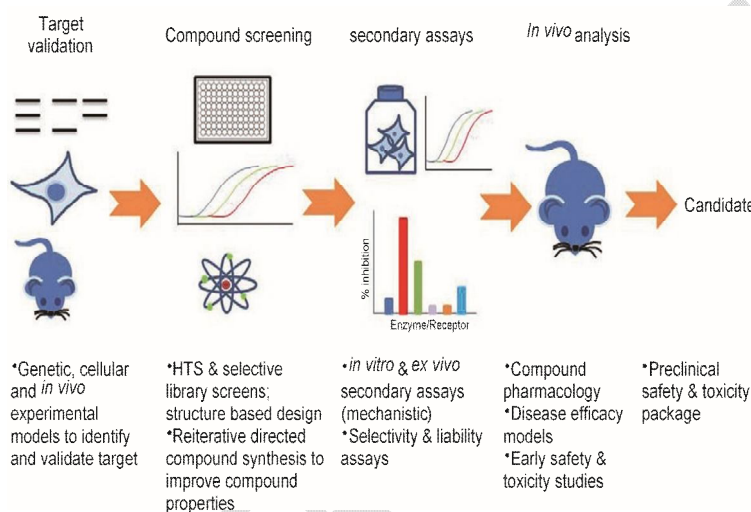 Target
validation
Compound screening
secondary assays
In vivo analysis
Candidate
% inhibition
Enzyme/Receptor
•Genetic, cellular
and in vivo
experimental
models to identify
and validate target
•HTS & selective
library screens;
structure based design
•Reiterative directed
compound synthesis to
improve compound
properties
•in vitro & ex vivo
secondary assays
(mechanistic)
•Selectivity & liability
assays
•Compound
pharmacology
•Disease efficacy
models
•Early safety &
toxicity studies
•Preclinical
safety & toxicity
package